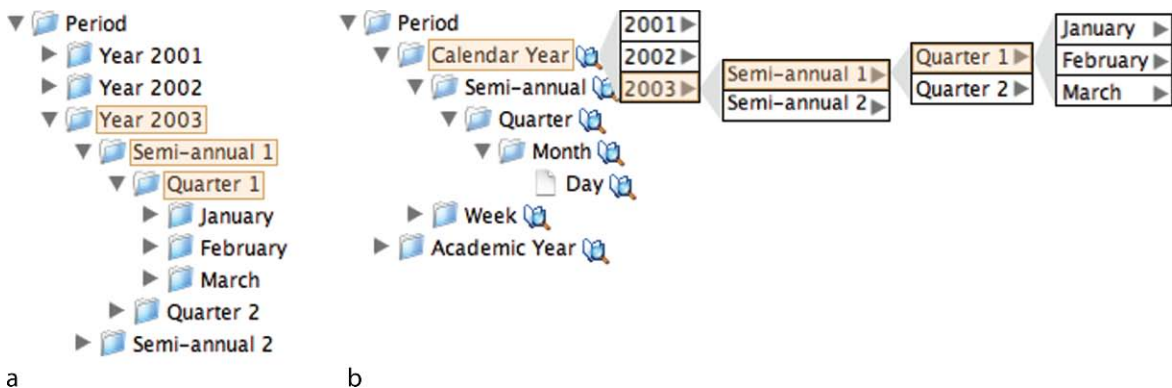 Period
Year 2001
Year 2002
Year 2003
Semi-annual 1
Quarter 1
January
February
March
Quarter 2
Semi-annual 2
a
Period
Calendar Year
Semi-annual
Quarter
Month
Day
Week
Academic Year
2001
2002
2003
Semi-annual 1
Semi-annual 2
Quarter 1
Quarter 2
January
February
March
b